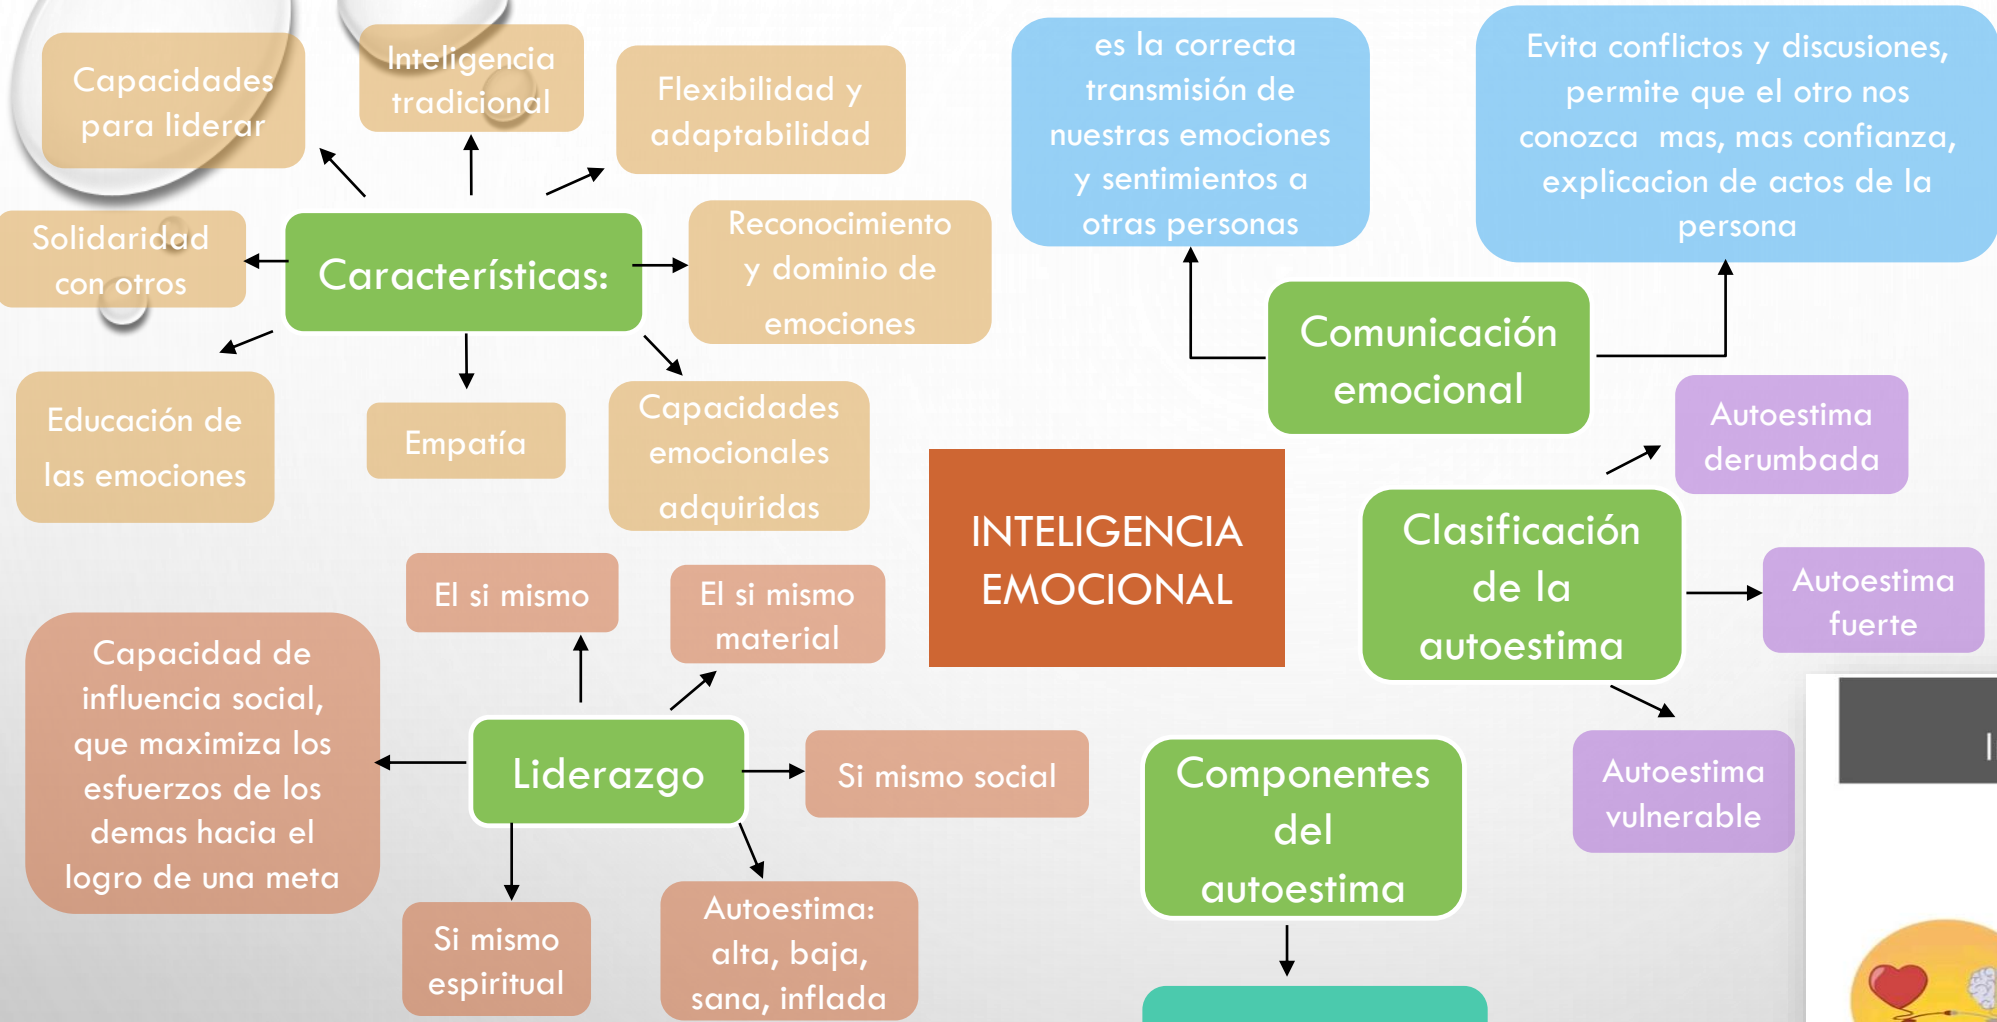 Capacidades
para liderar
Inteligencia
tradicional
Flexibilidad y
adaptabilidad
Solidaridad
con otros
Características:
Reconocimiento
y dominio de
emociones
Educación de
las emociones
Empatía
Capacidades
emocionales
adquiridas
es la correcta
transmisión de
nuestras emociones
y sentimientos a
otras personas
Evita conflictos y discusiones,
permite que el otro nos
conozca  mas, mas confianza,
explicacion de actos de la
persona
Comunicación
emocional
INTELIGENCIA
EMOCIONAL
Autoestima
derumbada
Clasificación
de la
autoestima
Autoestima
fuerte
Autoestima
vulnerable
El si mismo
El si mismo
material
Capacidad de
influencia social,
que maximiza los
esfuerzos de los
demas hacia el
logro de una meta
Liderazgo
Si mismo social
Si mismo
espiritual
Autoestima:
alta, baja,
sana, inflada
Componentes
del
autoestima